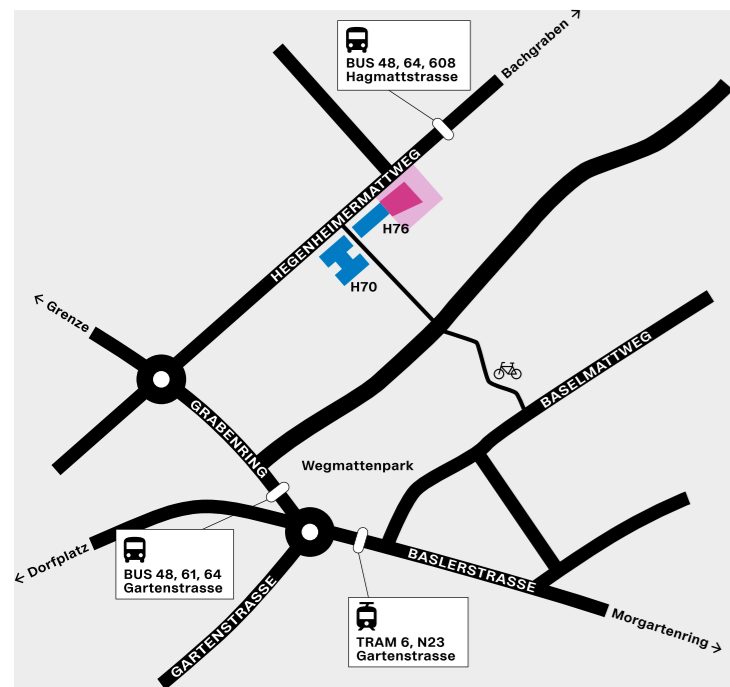 BUS 48, 64, 608
Hagmattstrasse
Bachgraben →
HEGENHEIMERMATTWEG
H76
H70
← Grenze
BASELMATTWEG
GRABENRING
Wegmattenpark
← Dorfplatz
BUS 48, 61, 64
Gartenstrasse
BASLERSTRASSE
GARTENSTRASSE
TRAM 6, N23
Gartenstrasse
Morgartenring →